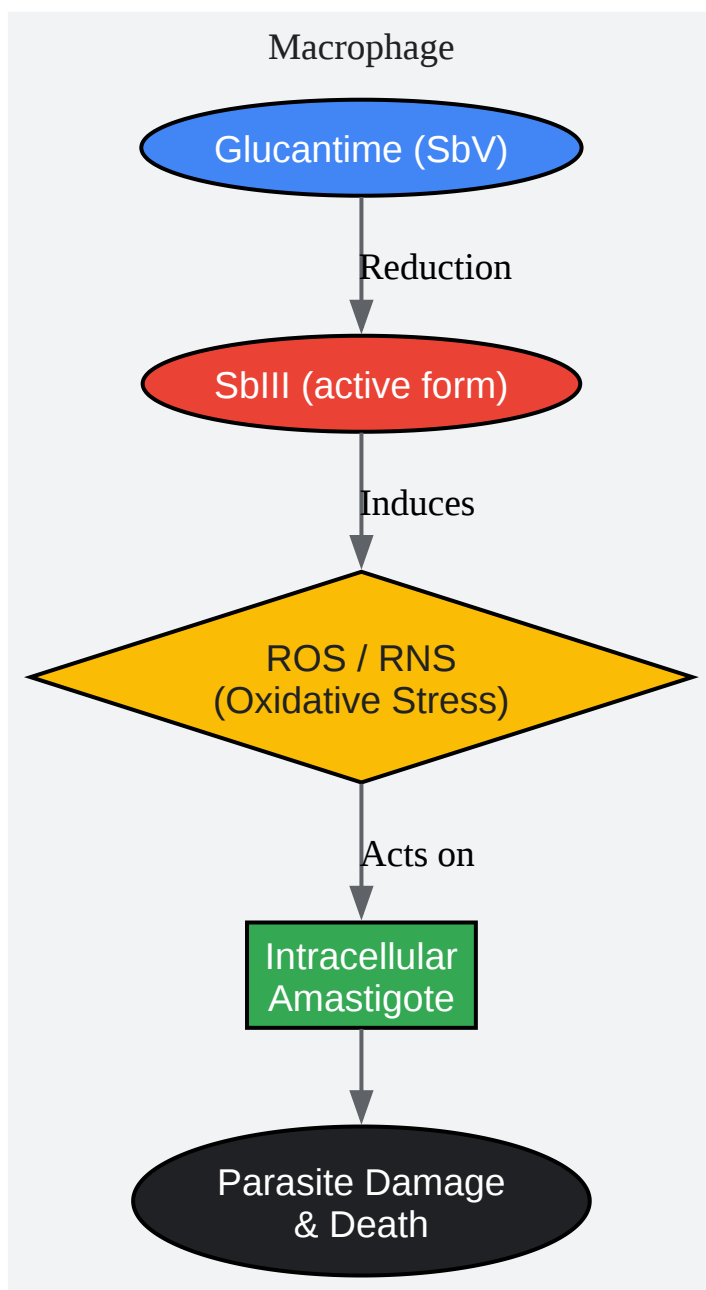 Macrophage
Glucantime (SbV)
Reduction
SbIII (active form)
Induces
ROS / RNS
(Oxidative Stress)
Acts on
Intracellular
Amastigote
Parasite Damage
& Death